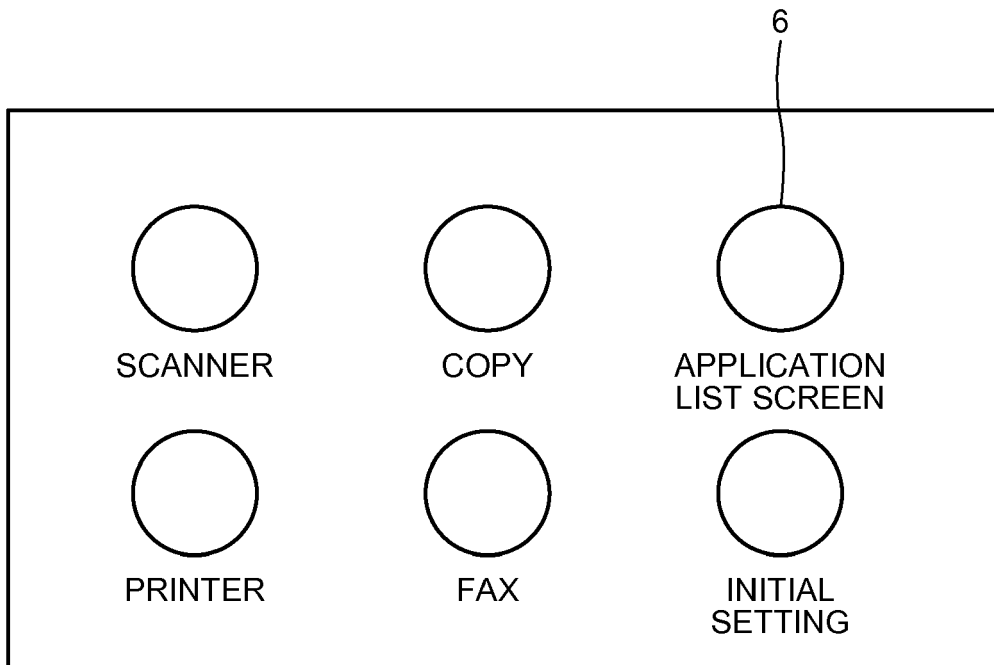 6
SCANNER
COPY
APPLICATION
LIST SCREEN
PRINTER
FAX
INITIAL
SETTING